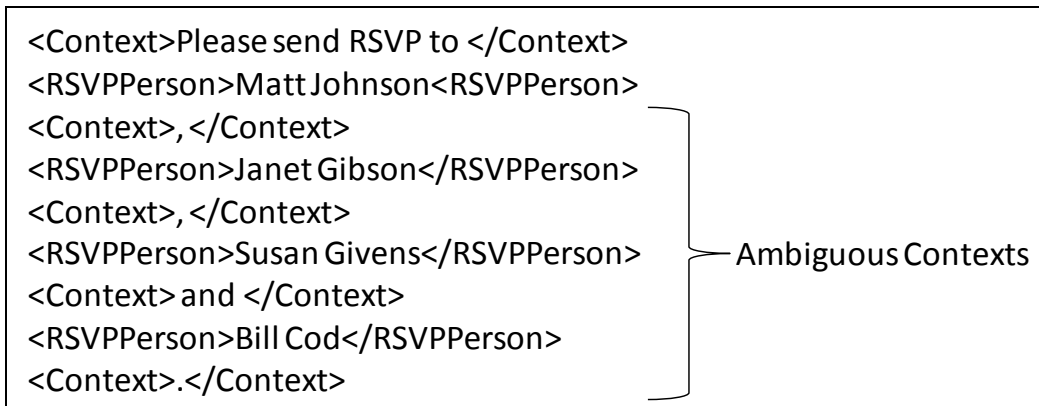 <Context>Please send RSVP to </Context>
<RSVPPerson>Matt Johnson<RSVPPerson>
<Context>, </Context>
<RSVPPerson>Janet Gibson</RSVPPerson>
<Context>, </Context>
<RSVPPerson>Susan Givens</RSVPPerson>
Ambiguous Contexts
<Context> and </Context>
<RSVPPerson>Bill Cod</RSVPPerson>
<Context>.</Context>